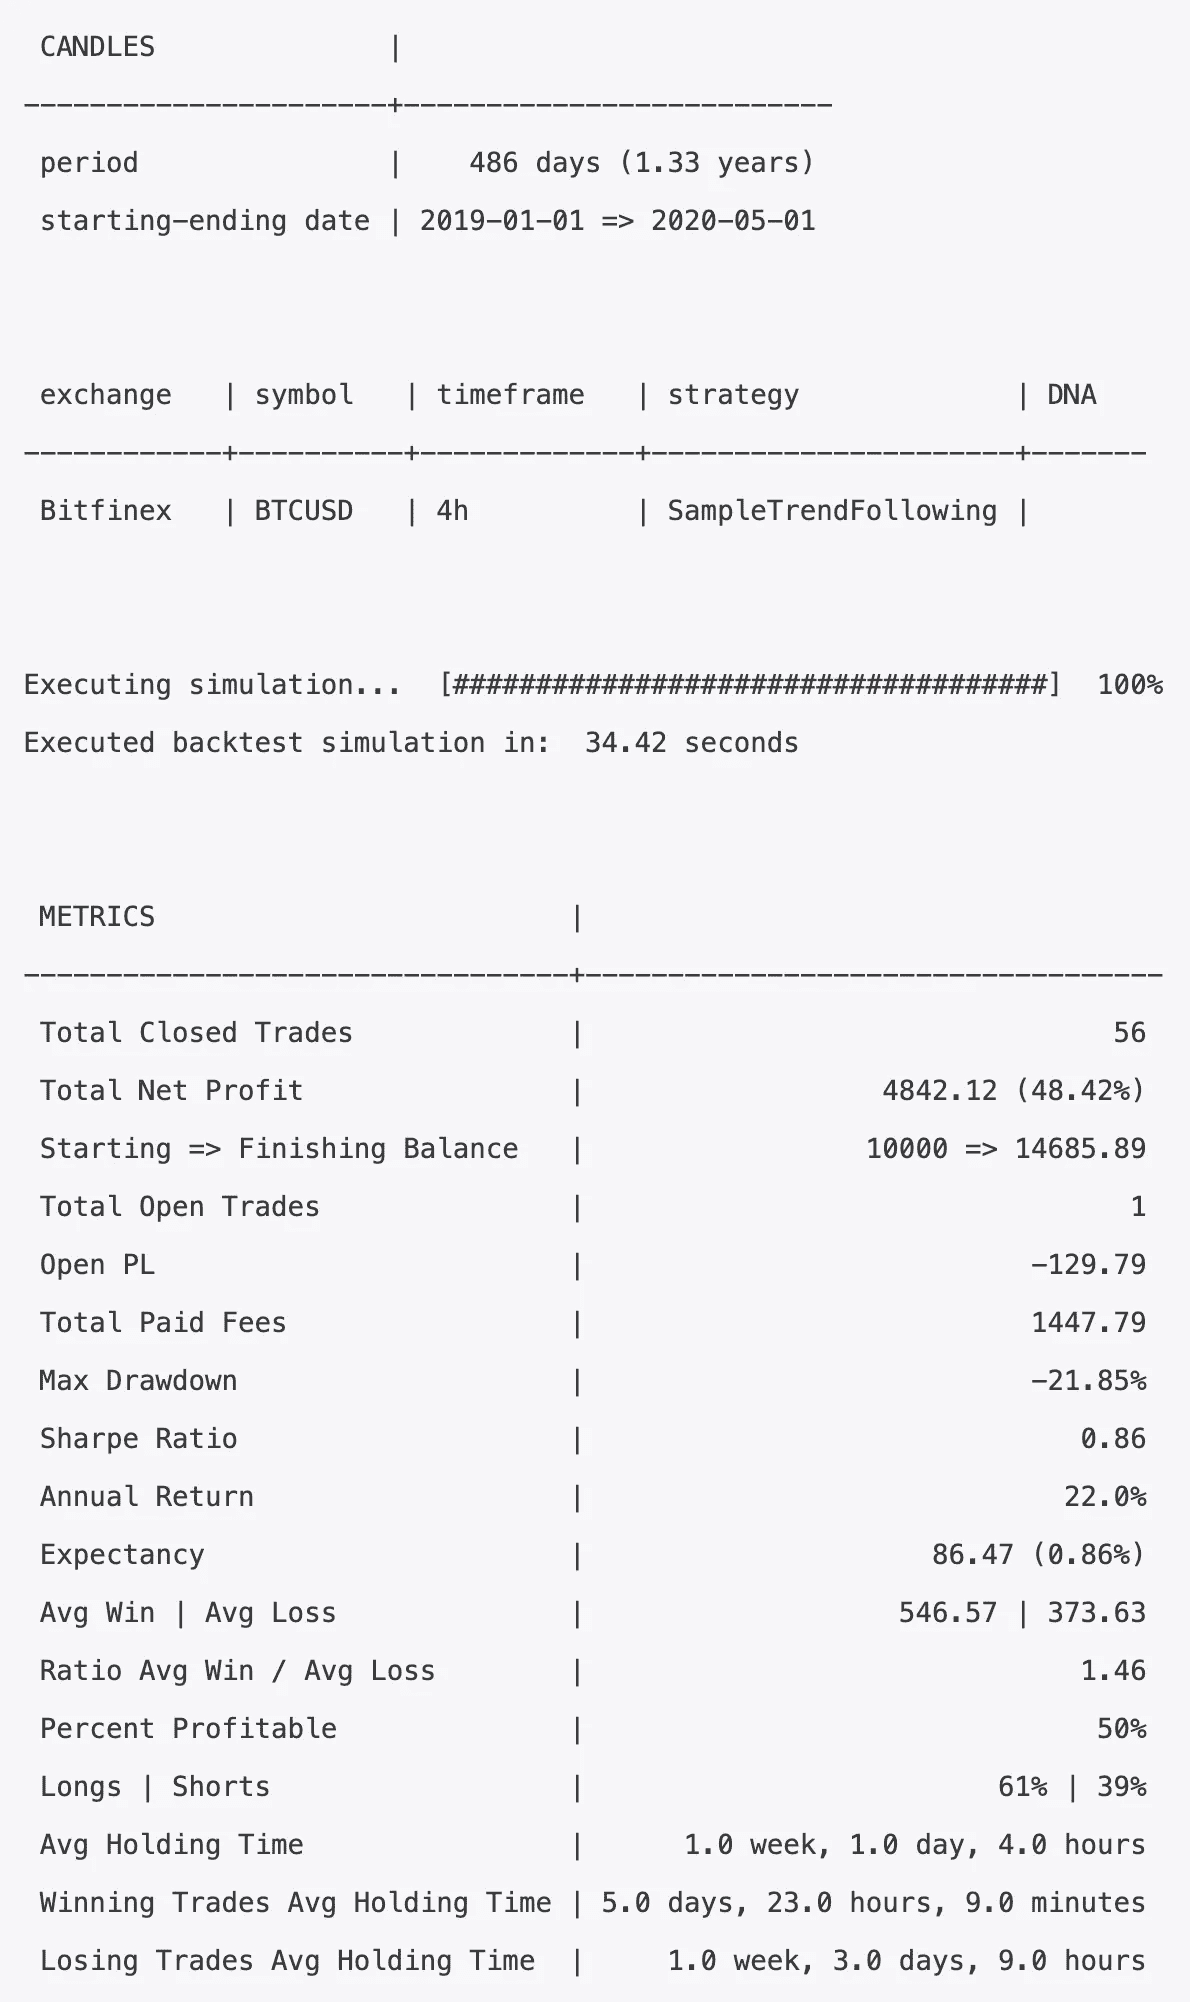 CANDLES              |
----------------------+--------------------------
period               |    486 days (1.33 years)
starting-ending date | 2019-01-01 => 2020-05-01
exchange   | symbol   | timeframe   | strategy             | DNA
------------+----------+-------------+----------------------+-------
Bitfinex   | BTCUSD   | 4h          | SampleTrendFollowing |
Executing simulation...  [####################################]  100%
Executed backtest simulation in:  34.42 seconds
METRICS                         |
---------------------------------+-----------------------------------
Total Closed Trades             |                                56
Total Net Profit                |                  4842.12 (48.42%)
Starting => Finishing Balance   |                 10000 => 14685.89
Total Open Trades               |                                 1
Open PL                         |                           -129.79
Total Paid Fees                 |                           1447.79
Max Drawdown                    |                           -21.85%
Sharpe Ratio                    |                              0.86
Annual Return                   |                             22.0%
Expectancy                      |                     86.47 (0.86%)
Avg Win | Avg Loss              |                   546.57 | 373.63
Ratio Avg Win / Avg Loss        |                              1.46
Percent Profitable              |                               50%
Longs | Shorts                  |                         61% | 39%
Avg Holding Time                |      1.0 week, 1.0 day, 4.0 hours
Winning Trades Avg Holding Time | 5.0 days, 23.0 hours, 9.0 minutes
Losing Trades Avg Holding Time  |     1.0 week, 3.0 days, 9.0 hours